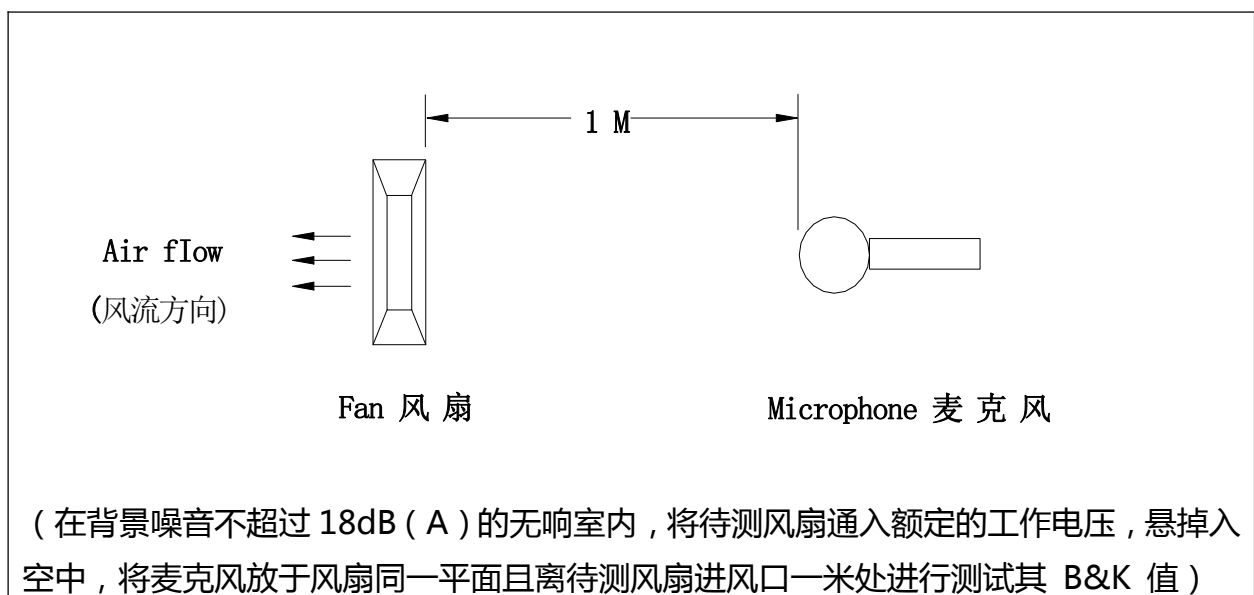 1 M
Air flow
(风流方向)
Fan 风 扇
Microphone 麦 克 风
(在背景噪音不超过 18dB(A)的无响室内,将待测风扇通入额定的工作电压,悬掉入
空中,将麦克风放于风扇同一平面且离待测风扇进风口一米处进行测试其 B&K 值)